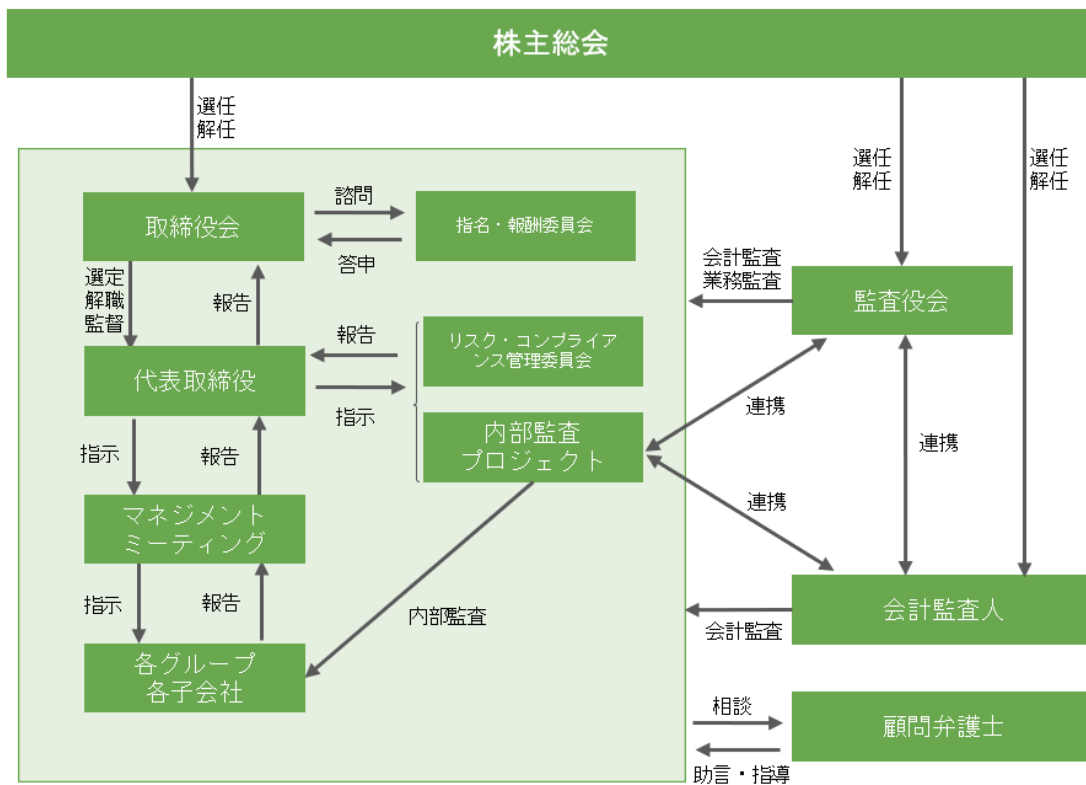 株主総会
選任
解任
選任
解任
選任
解任
取締役会
諮問
指名・報酬委員会
答申
会計監査
業務監査
監査役会
選定
解職
監督
報告
報告
リスク・コンプライア
ンス管理委員会
代表取締役
指示
連携
内部監査
プロジェクト
連携
指示
報告
連携
マネジメント
ミーティング
指示
報告
内部監査
会計監査人
会計監査
各グループ
各子会社
相談
顧問弁護士
助言・指導